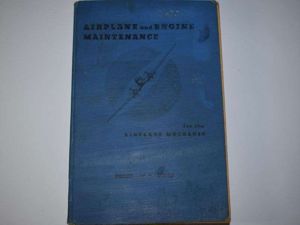 AIRPLANE and ENGINE
MAINTENANCE
for the
AIRPLANE MECHANIC